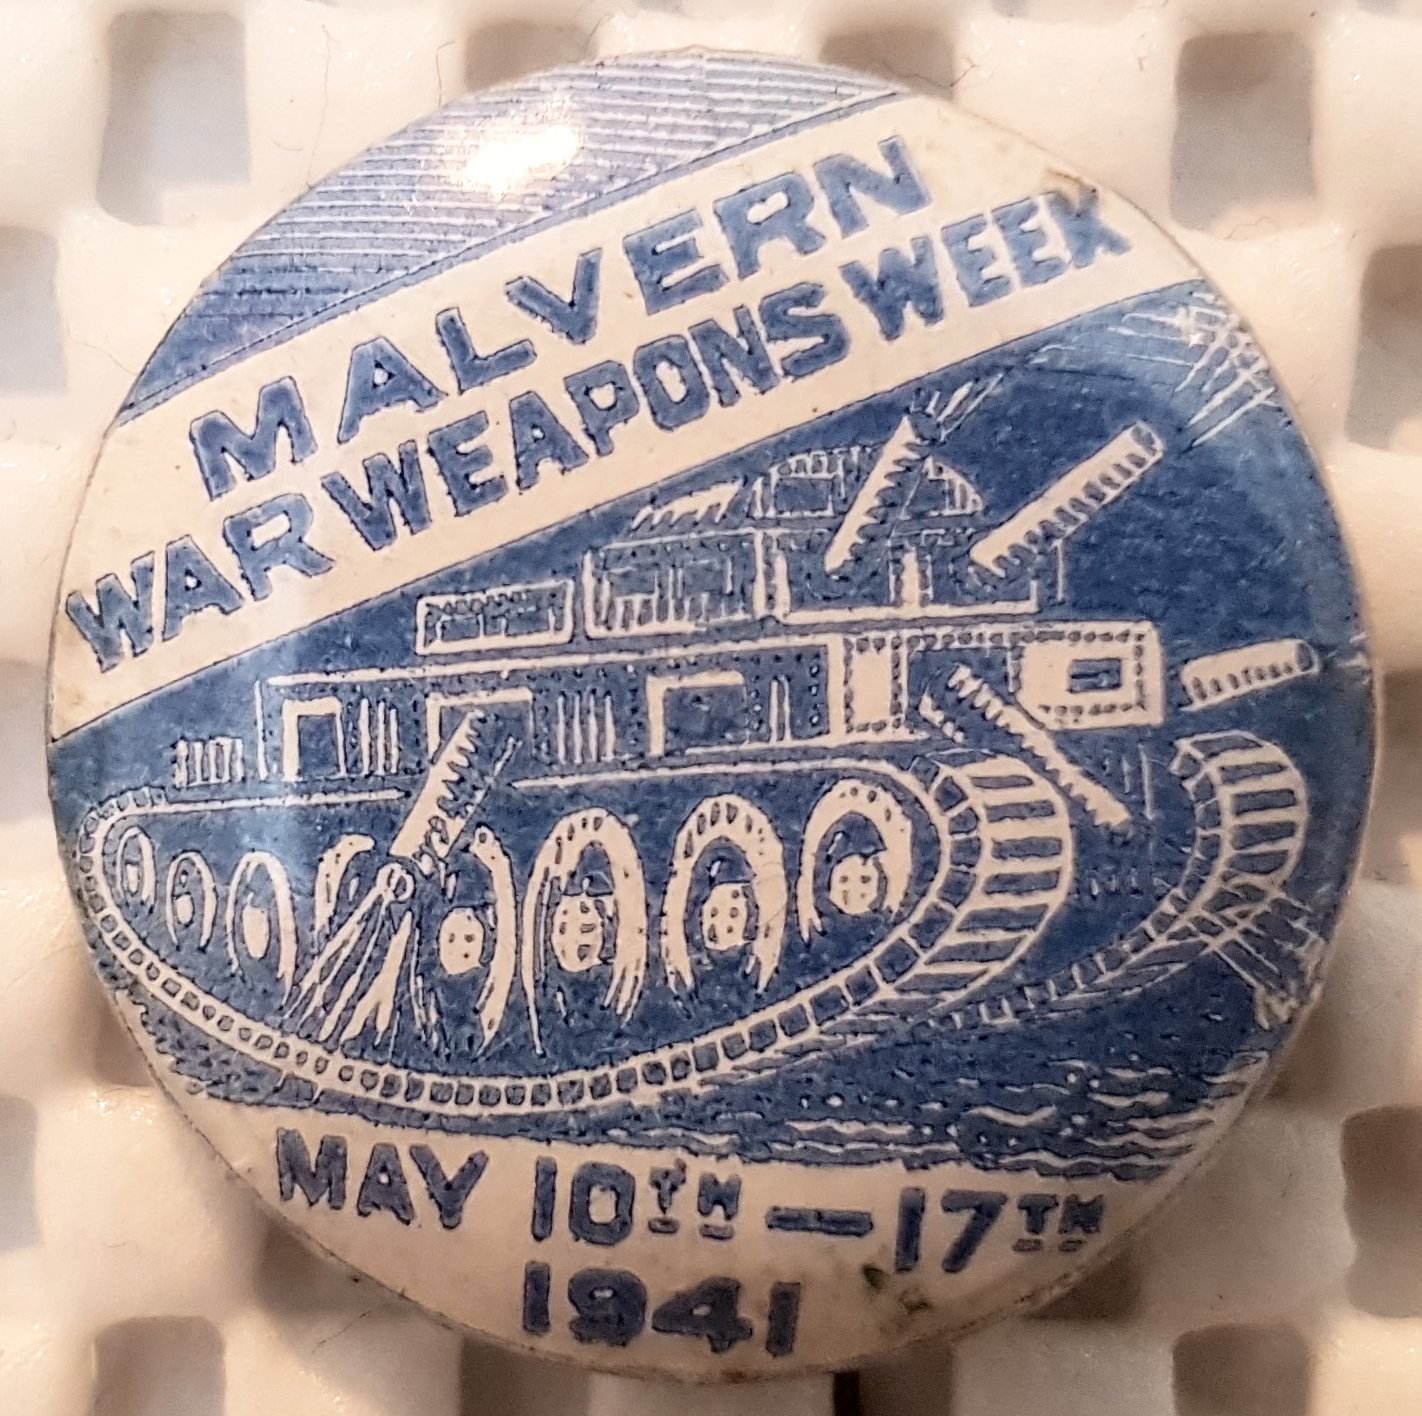 MALVERN
WAR WEAPONS WEEK
MAY 10TH — 17TH
1941